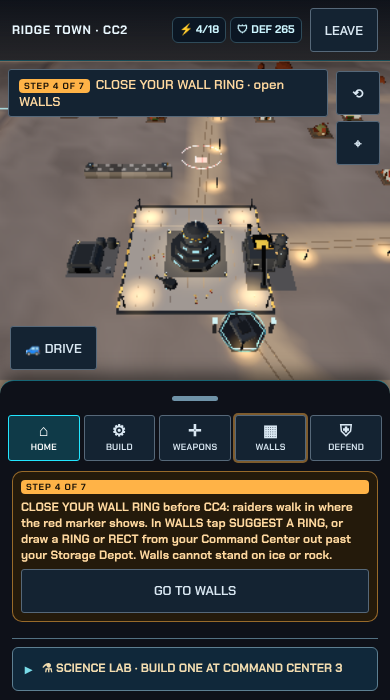 RIDGE TOWN · CC2
⚡ 4/18
🛡 DEF 265
LEAVE
STEP 4 OF 7 CLOSE YOUR WALL RING · open
WALLS
🚙 DRIVE
HOME
BUILD
WEAPONS
WALLS
DEFEND
STEP 4 OF 7
CLOSE YOUR WALL RING before CC4: raiders walk in where
the red marker shows. In WALLS tap SUGGEST A RING, or
draw a RING or RECT from your Command Center out past
your Storage Depot. Walls cannot stand on ice or rock.
GO TO WALLS
▶ ⚗ SCIENCE LAB · BUILD ONE AT COMMAND CENTER 3